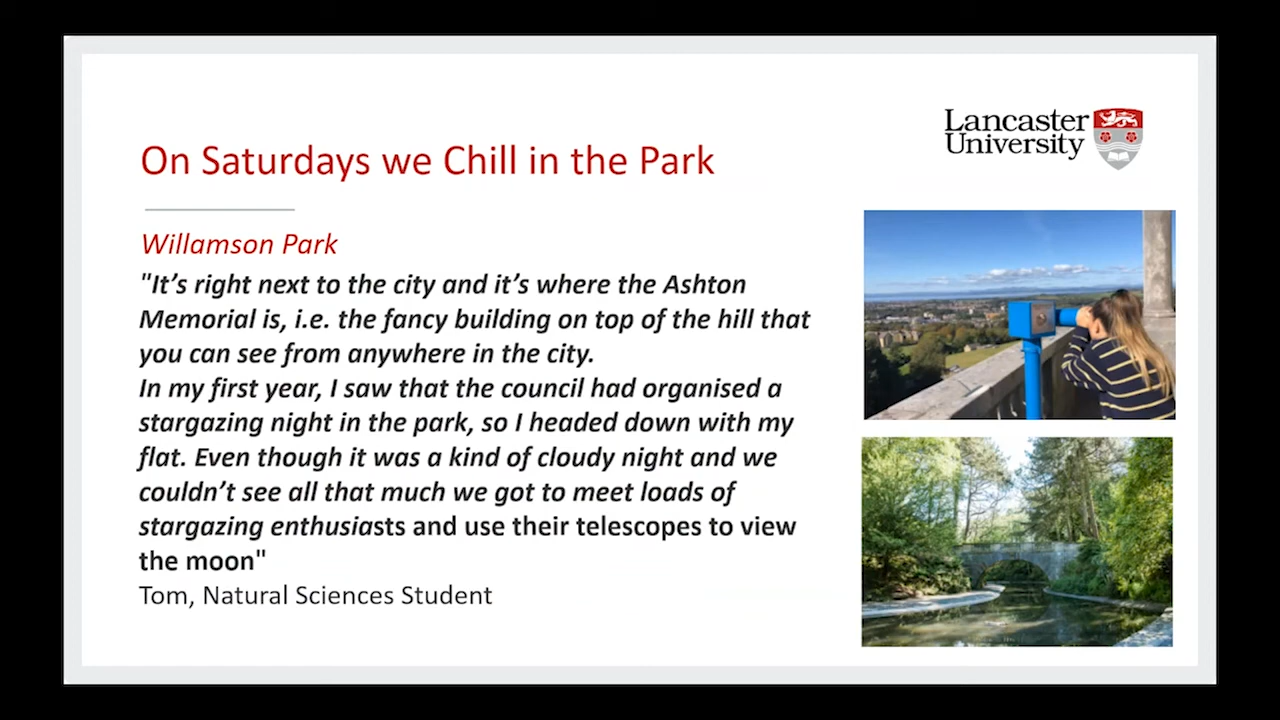 Lancaster
University
On Saturdays we Chill in the Park
Willamson Park
"It’s right next to the city and it’s where the Ashton
Memorial is, i.e. the fancy building on top of the hill that
you can see from anywhere in the city.
In my first year, I saw that the council had organised a
stargazing night in the park, so I headed down with my
flat. Even though it was a kind of cloudy night and we
couldn’t see all that much we got to meet loads of
stargazing enthusiasts and use their telescopes to view
the moon"
Tom, Natural Sciences Student